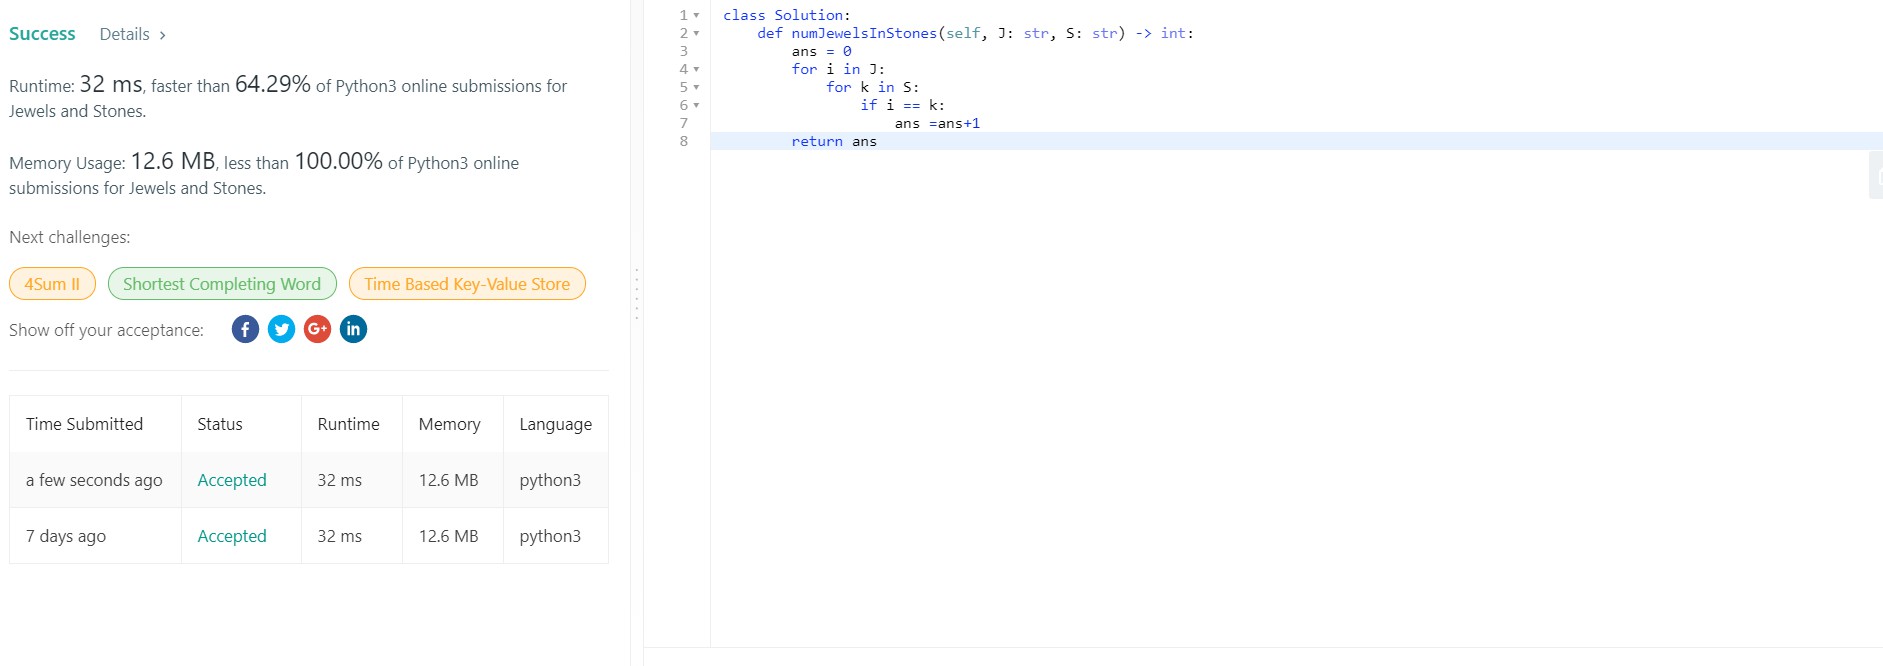 Success Details >
Runtime: 32 ms, faster than 64.29% of Python3 online submissions for
Jewels and Stones.
Memory Usage: 12.6 MB, less than 100.00% of Python3 online
submissions for Jewels and Stones.
Next challenges:
4Sum II Shortest Completing Word Time Based Key-Value Store
Show off your acceptance: f G+ in
Time Submitted Status Runtime Memory Language
a few seconds ago Accepted 32 ms 12.6 MB python3
7 days ago Accepted 32 ms 12.6 MB python3
1 class Solution:
2     def numJewelsInStones(self, J: str, S: str) -> int:
3         ans = 0
4         for i in J:
5             for k in S:
6                 if i == k:
7                     ans =ans+1
8         return ans